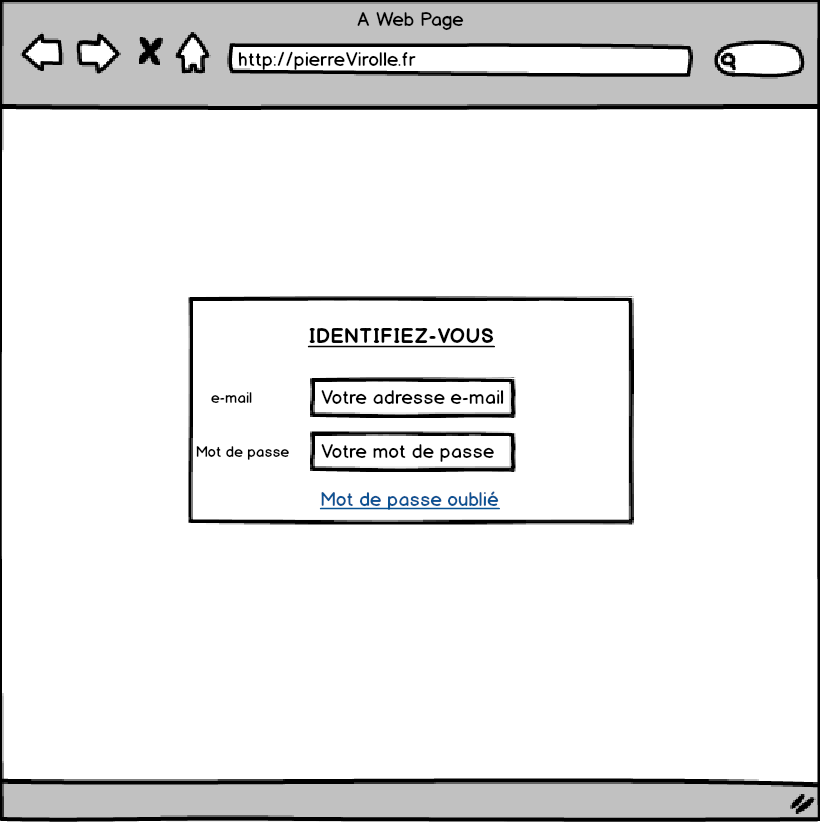 A Web Page
http://pierreVirolle.fr
IDENTIFIEZ-VOUS
e-mail
Votre adresse e-mail
Mot de passe
Votre mot de passe
Mot de passe oublié